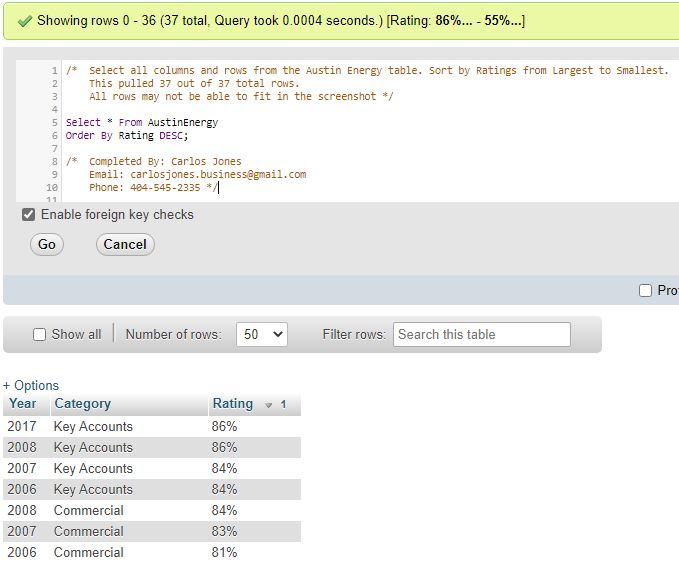 Showing rows 0 - 36 (37 total, Query took 0.0004 seconds.) [Rating: 86%... - 55%...]
1 /*  Select all columns and rows from the Austin Energy table. Sort by Ratings from Largest to Smallest.
2     This pulled 37 out of 37 total rows.
3     All rows may not be able to fit in the screenshot */
4
5 Select * From AustinEnergy
6 Order By Rating DESC;
7
8 /*  Completed By: Carlos Jones
9     Email: carlosjones.business@gmail.com
10     Phone: 404-545-2335 */
11
Enable foreign key checks
Go Cancel
Pro
Show all Number of rows: 50 Filter rows: Search this table
+ Options
Year Category Rating 1
2017 Key Accounts 86%
2008 Key Accounts 86%
2007 Key Accounts 84%
2006 Key Accounts 84%
2008 Commercial 84%
2007 Commercial 83%
2006 Commercial 81%